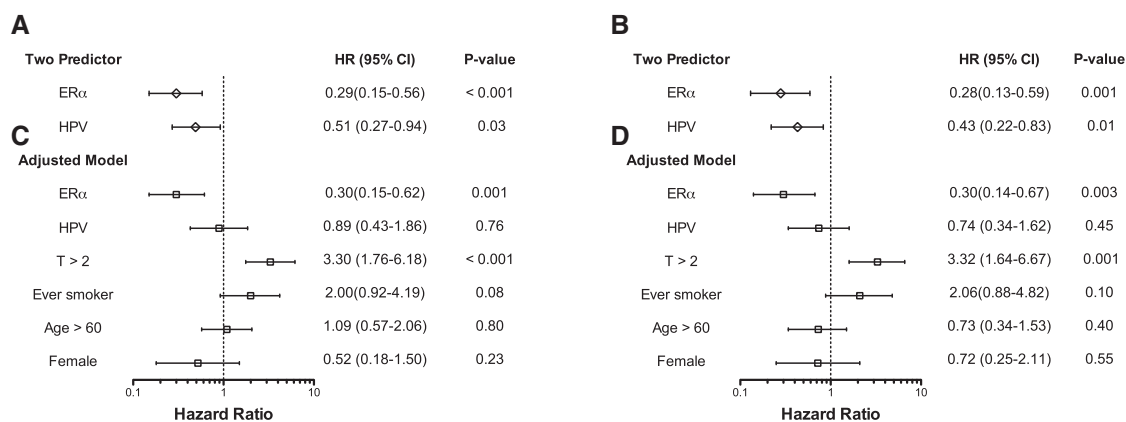 A
Two Predictor HR (95% CI) P-value
ERα 0.29(0.15-0.56) < 0.001
HPV 0.51 (0.27-0.94) 0.03
C
Adjusted Model
ERα 0.30(0.15-0.62) 0.001
HPV 0.89 (0.43-1.86) 0.76
T > 2 3.30 (1.76-6.18) < 0.001
Ever smoker 2.00(0.92-4.19) 0.08
Age > 60 1.09 (0.57-2.06) 0.80
Female 0.52 (0.18-1.50) 0.23
0.1 1 10
Hazard Ratio
B
Two Predictor HR (95% CI) P-value
ERα 0.28(0.13-0.59) 0.001
HPV 0.43 (0.22-0.83) 0.01
D
Adjusted Model
ERα 0.30(0.14-0.67) 0.003
HPV 0.74 (0.34-1.62) 0.45
T > 2 3.32 (1.64-6.67) 0.001
Ever smoker 2.06(0.88-4.82) 0.10
Age > 60 0.73 (0.34-1.53) 0.40
Female 0.72 (0.25-2.11) 0.55
0.1 1 10
Hazard Ratio